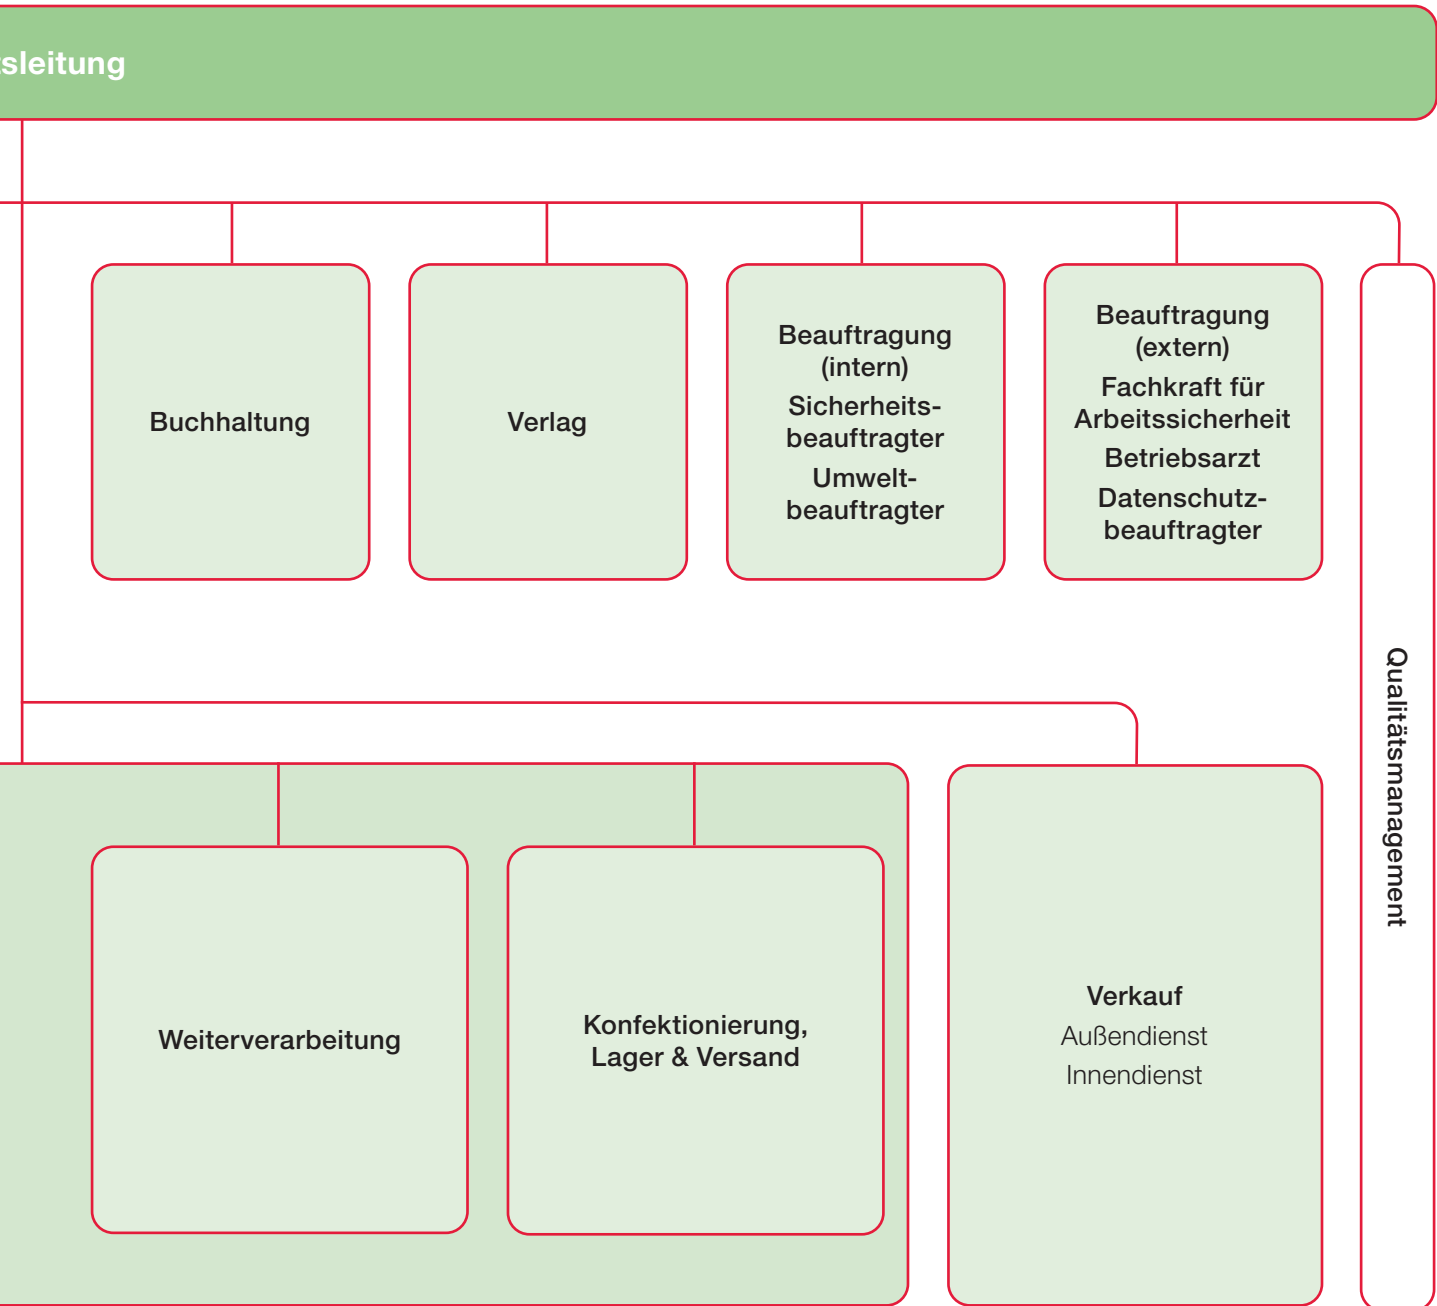 tsleitung
Buchhaltung
Verlag
Beauftragung
(intern)
Sicherheits-
beauftragter
Umwelt-
beauftragter
Beauftragung
(extern)
Fachkraft für
Arbeitssicherheit
Betriebsarzt
Datenschutz-
beauftragter
Qualitätsmanagement
Weiterverarbeitung
Konfektionierung,
Lager & Versand
Verkauf
Außendienst
Innendienst